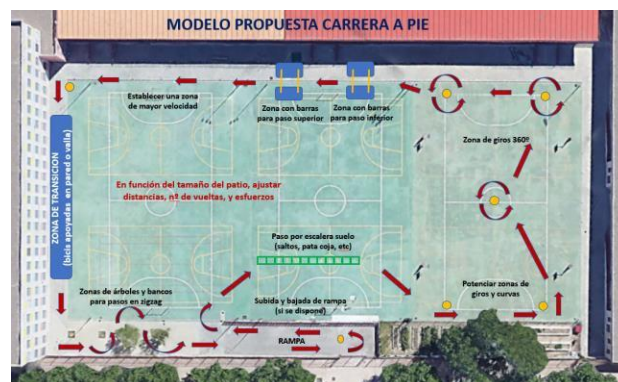 MODELO PROPUESTA CARRERA A PIE
Establecer una zona
de mayor velocidad
Zona con barras
para paso superior
Zona con barras
para paso inferior
Zona de giros 360º
ZONA DE TRANSICION
(bicis apoyadas en pared o valla)
En función del tamaño del patio, ajustar
distancias, nº de vueltas, y esfuerzos
Paso por escalera suelo
(saltos, pata coja, etc)
Zonas de árboles y bancos
para pasos en zigzag
Subida y bajada de rampa
(si se dispone)
Potenciar zonas de
giros y curvas
RAMPA